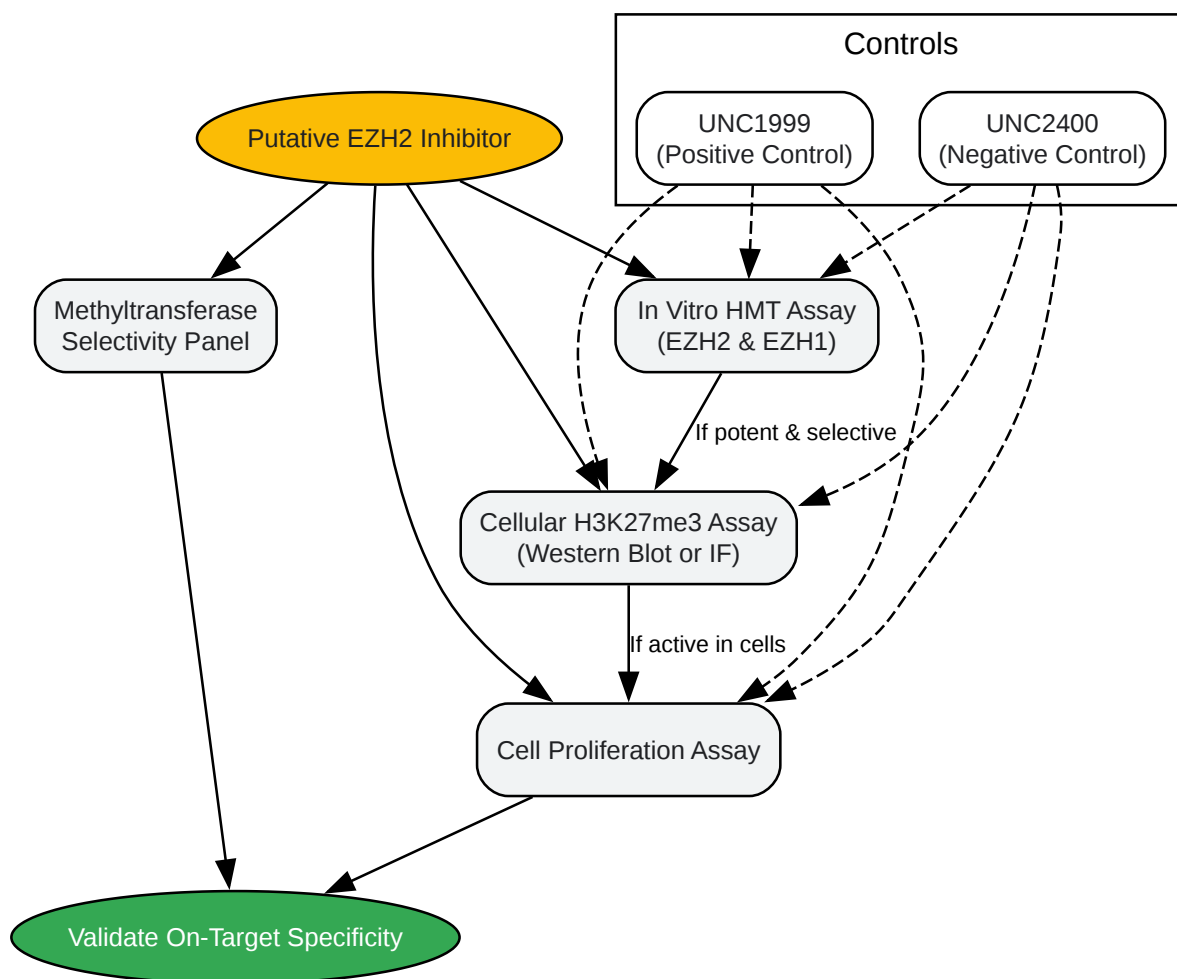 Controls
Putative EZH2 Inhibitor
UNC1999
(Positive Control)
UNC2400
(Negative Control)
Methyltransferase
Selectivity Panel
In Vitro HMT Assay
(EZH2 & EZH1)
If potent & selective
Cellular H3K27me3 Assay
(Western Blot or IF)
If active in cells
Cell Proliferation Assay
Validate On-Target Specificity